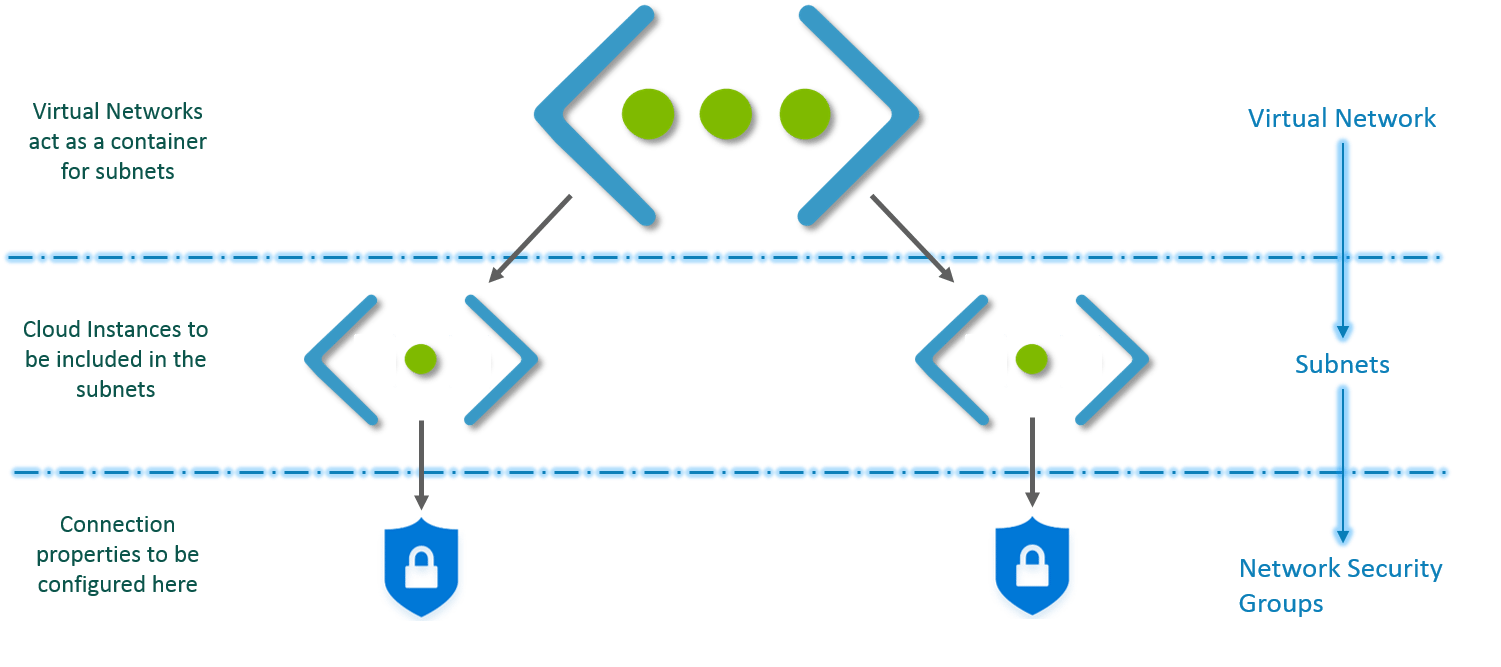 Virtual Networks
act as a container
for subnets
Virtual Network
Cloud Instances to
be included in the
subnets
Subnets
Connection
properties to be
configured here
Network Security
Groups